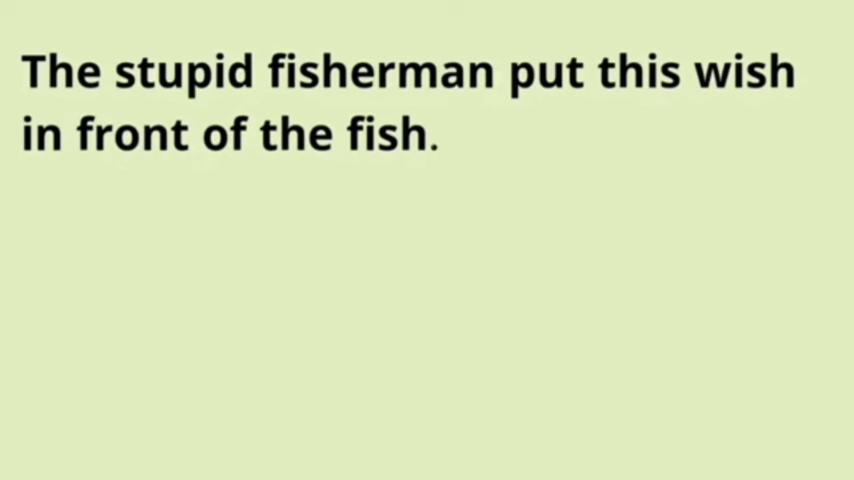 The stupid fisherman put this wish
in front of the fish.